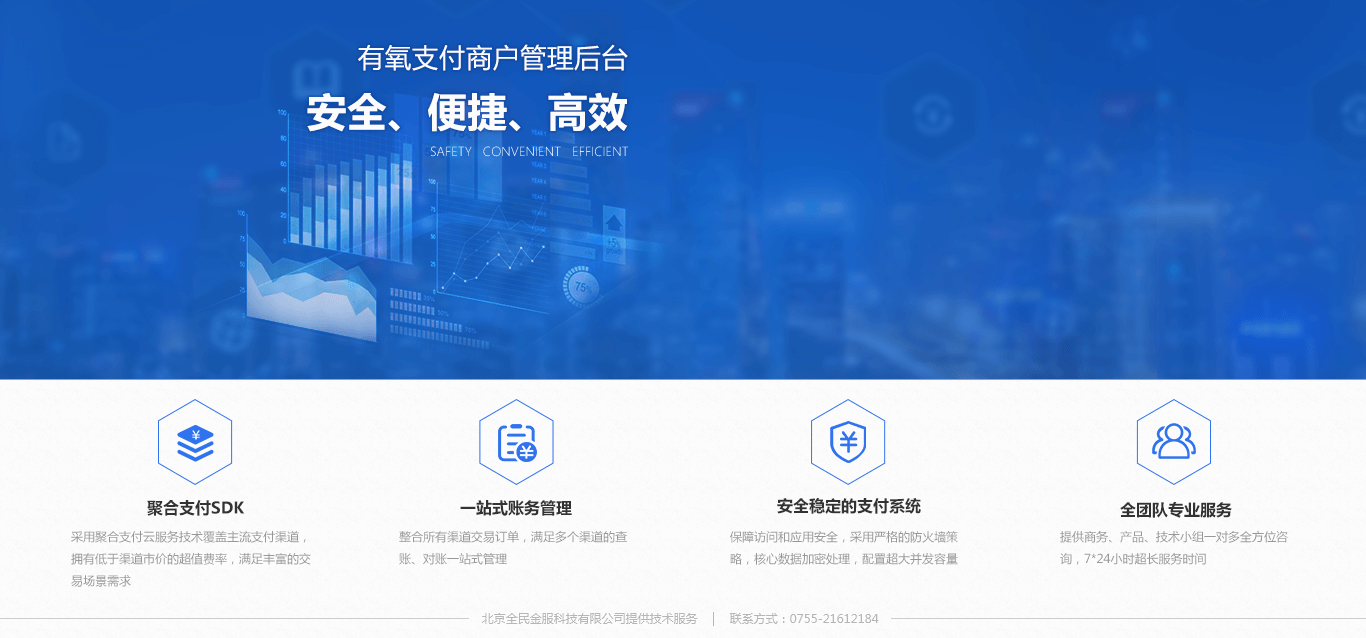 有氧支付商户管理后台
安全、便捷、高效
SAFETY CONVENIENT EFFICIENT
聚合支付SDK
采用聚合支付云服务技术覆盖主流支付渠道，
拥有低于渠道市价的超值费率，满足丰富的交
易场景需求
一站式账务管理
整合所有渠道交易订单，满足多个渠道的查
账、对账一站式管理
安全稳定的支付系统
保障访问和应用安全，采用严格的防火墙策
略，核心数据加密处理，配置超大并发容量
全团队专业服务
提供商务、产品、技术小组一对多全方位咨
询，7*24小时超长服务时间
北京全民金服科技有限公司提供技术服务 | 联系方式：0755-21612184